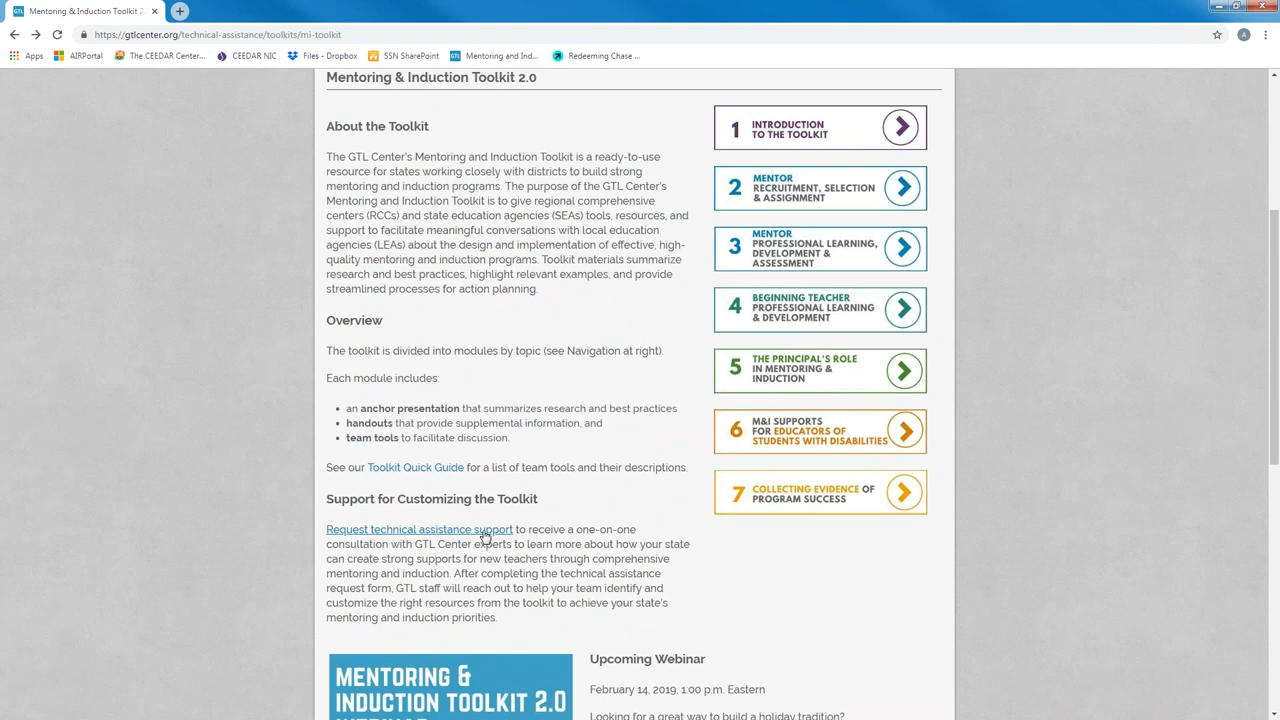 Mentoring & Induction Toolkit 2.
https://gtlcenter.org/technical-assistance/toolkits/mi-toolkit
A
Apps
AIRPortal
The CEEDAR Center...
CEEDAR NIC
Files - Dropbox
SSN SharePoint
Mentoring and Ind...
Redeeming Chase ...
Mentoring & Induction Toolkit 2.0
About the Toolkit
The GTL Center's Mentoring and Induction Toolkit is a ready-to-use
resource for states working closely with districts to build strong
mentoring and induction programs. The purpose of the GTL Center's
Mentoring and Induction Toolkit is to give regional comprehensive
centers (RCCs) and state education agencies (SEAs) tools, resources, and
support to facilitate meaningful conversations with local education
agencies (LEAs) about the design and implementation of effective, high-
quality mentoring and induction programs. Toolkit materials summarize
research and best practices, highlight relevant examples, and provide
streamlined processes for action planning.
Overview
The toolkit is divided into modules by topic (see Navigation at right).
Each module includes:
• an anchor presentation that summarizes research and best practices
• handouts that provide supplemental information, and
• team tools to facilitate discussion.
See our Toolkit Quick Guide for a list of team tools and their descriptions.
Support for Customizing the Toolkit
Request technical assistance support to receive a one-on-one
consultation with GTL Center experts to learn more about how your state
can create strong supports for new teachers through comprehensive
mentoring and induction. After completing the technical assistance
request form, GTL staff will reach out to help your team identify and
customize the right resources from the toolkit to achieve your state's
mentoring and induction priorities.
1 INTRODUCTION
TO THE TOOLKIT
2 MENTOR
RECRUITMENT, SELECTION
& ASSIGNMENT
3 MENTOR
PROFESSIONAL LEARNING,
DEVELOPMENT &
ASSESSMENT
4 BEGINNING TEACHER
PROFESSIONAL LEARNING
& DEVELOPMENT
5 THE PRINCIPAL'S ROLE
IN MENTORING &
INDUCTION
6 M&I SUPPORTS
FOR EDUCATORS OF
STUDENTS WITH DISABILITIES
7 COLLECTING EVIDENCE OF
PROGRAM SUCCESS
MENTORING &
INDUCTION TOOLKIT 2.0
WEBINAR
Upcoming Webinar
February 14, 2019, 1:00 p.m. Eastern
Looking for a great way to build a holiday tradition?